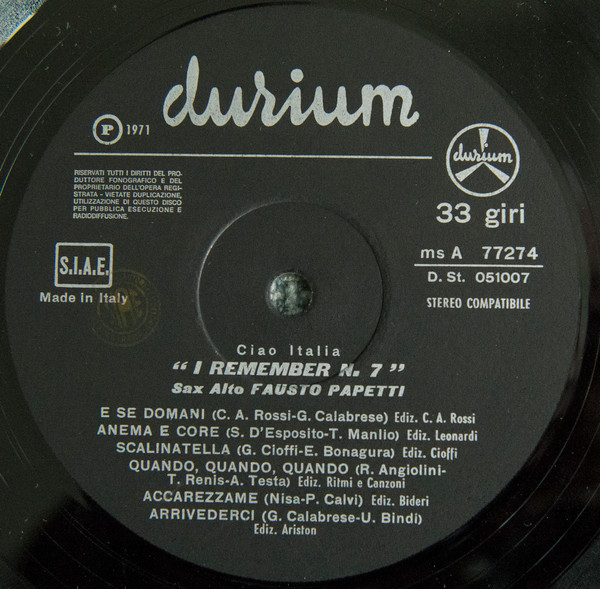 durium
P 1971
durium
RISERVATI TUTTI I DIRITTI DEL PRO-
DUTTORE FONOGRAFICO E DEL
PROPRIETARIO DELL'OPERA REGI-
STRATA - VIETATE DUPLICAZIONE,
UTILIZZAZIONE DI QUESTO DISCO
PER PUBBLICA ESECUZIONE E
RADIODIFFUSIONE.
33 giri
S.I.A.E.
Made in Italy
ms A 77274
D. St. 051007
STEREO COMPATIBILE
Ciao Italia
“ I REMEMBER N. 7 ”
Sax Alto FAUSTO PAPETTI
E SE DOMANI (C. A. Rossi-G. Calabrese) Ediz. C. A. Rossi
ANEMA E CORE (S. D'Esposito-T. Manlio) Ediz. Leonardi
SCALINATELLA (G. Cioffi-E. Bonagura) Ediz. Cioffi
QUANDO, QUANDO, QUANDO (R. Angiolini-
T. Renis-A. Testa) Ediz. Ritmi e Canzoni
ACCAREZZAME (Nisa-P. Calvi) Ediz. Bideri
ARRIVEDERCI (G. Calabrese-U. Bindi)
Ediz. Ariston